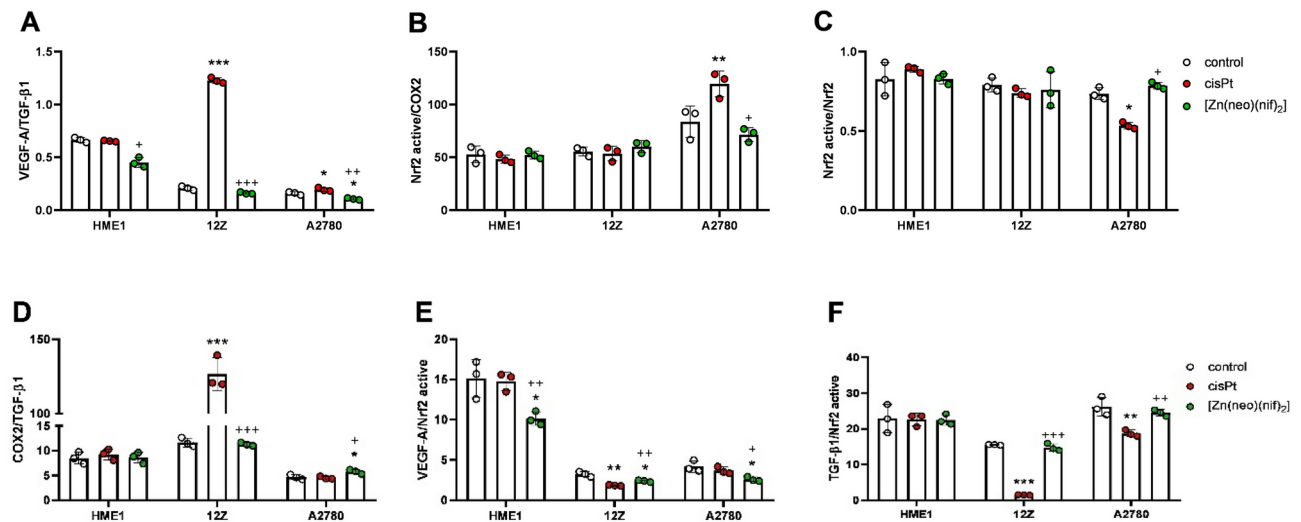 A
VEGF-A/TGF-β1
1.5
1.0
0.5
0.0
+
***
+++
*
++
*
HME1
12Z
A2780
B
Nrf2 active/COX2
150
100
50
0
**
+
HME1
12Z
A2780
C
Nrf2 active/Nrf2
1.0
0.5
0.0
*
+
HME1
12Z
A2780
control
cisPt
[Zn(neo)(nif)2]
D
COX2/TGF-β1
150
100
15
10
5
0
***
+++
+
*
HME1
12Z
A2780
E
VEGF-A/Nrf2 active
20
15
10
5
0
++
*
**
++
*
+
*
HME1
12Z
A2780
F
TGF-β1/Nrf2 active
40
30
20
10
0
***
+++
**
++
HME1
12Z
A2780
control
cisPt
[Zn(neo)(nif)2]